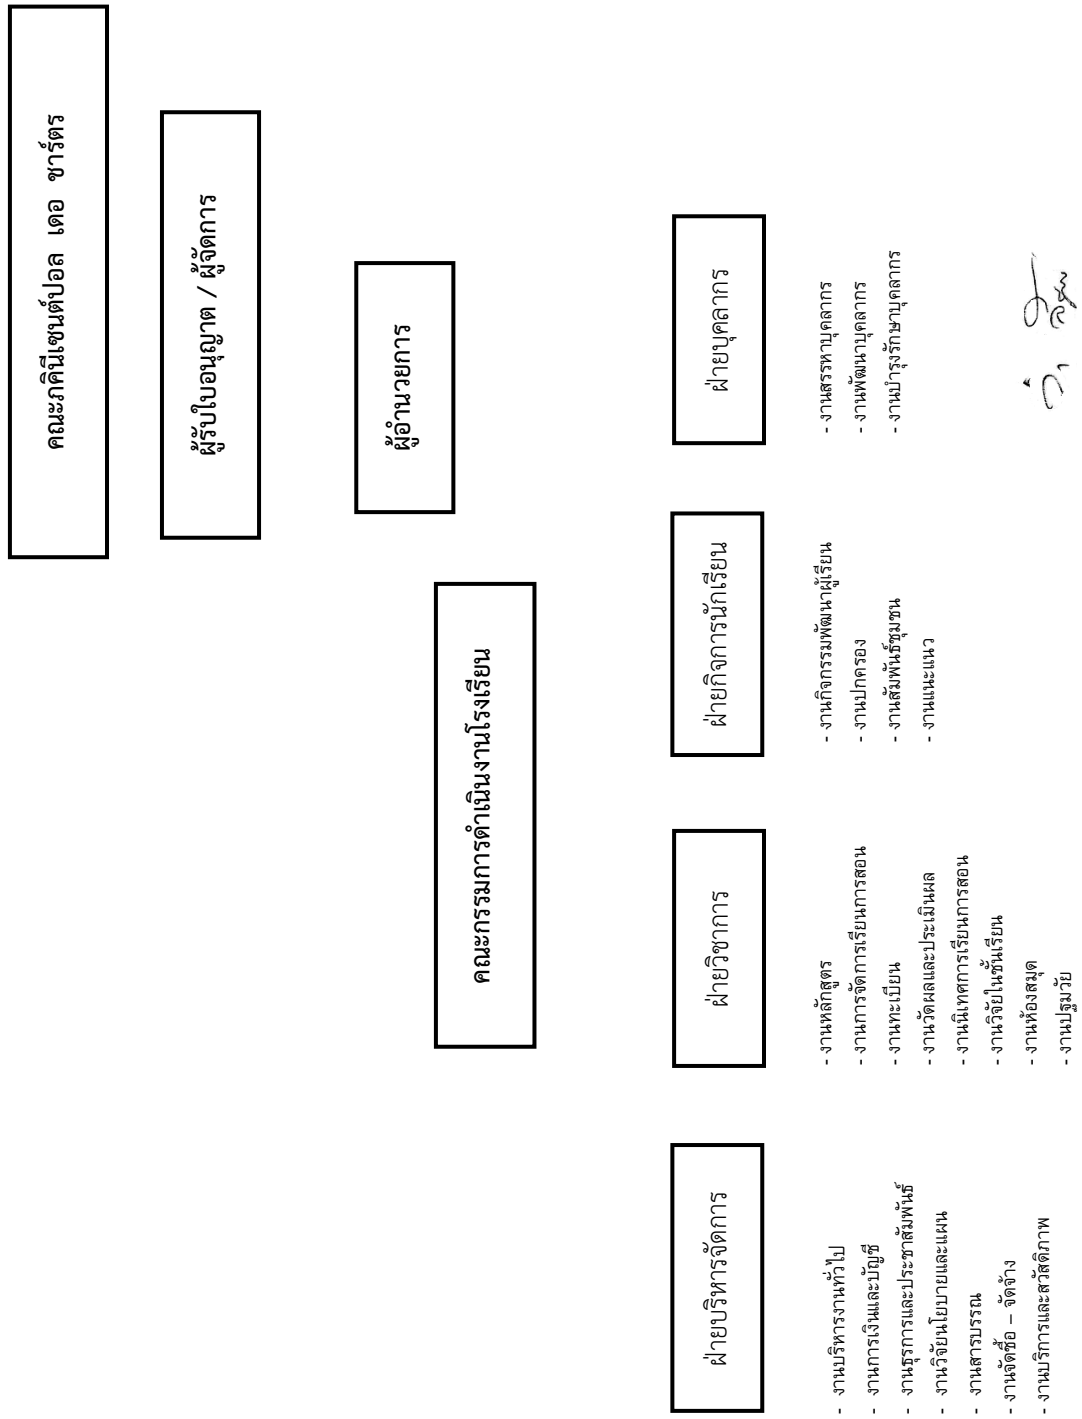 คณะภคินีเซนต์ปอล เดอ ชาร์ตร
ผู้รับใบอนุญาต / ผู้จัดการ
ผู้อำนวยการ
คณะกรรมการดำเนินงานโรงเรียน
ฝ่ายบริหารจัดการ
- งานบริหารงานทั่วไป
- งานการเงินและบัญชี
- งานธุรการและประชาสัมพันธ์
- งานวิจัยนโยบายและแผน
- งานสารบรรณ
- งานจัดซื้อ – จัดจ้าง
- งานบริการและสวัสดิภาพ
ฝ่ายวิชาการ
- งานหลักสูตร
- งานการจัดการเรียนการสอน
- งานทะเบียน
- งานวัดผลและประเมินผล
- งานนิเทศการเรียนการสอน
- งานวิจัยในชั้นเรียน
- งานห้องสมุด
- งานปฐมวัย
ฝ่ายกิจการนักเรียน
- งานกิจกรรมพัฒนาผู้เรียน
- งานปกครอง
- งานสัมพันธ์ชุมชน
- งานแนะแนว
ฝ่ายบุคลากร
- งานสรรหาบุคลากร
- งานพัฒนาบุคลากร
- งานบำรุงรักษาบุคลากร